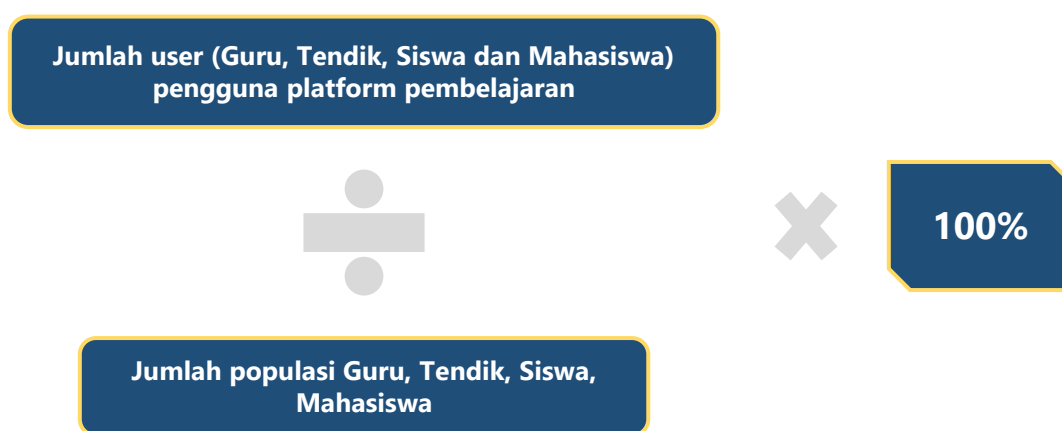 Jumlah user (Guru, Tendik, Siswa dan Mahasiswa)
pengguna platform pembelajaran
100%
Jumlah populasi Guru, Tendik, Siswa,
Mahasiswa